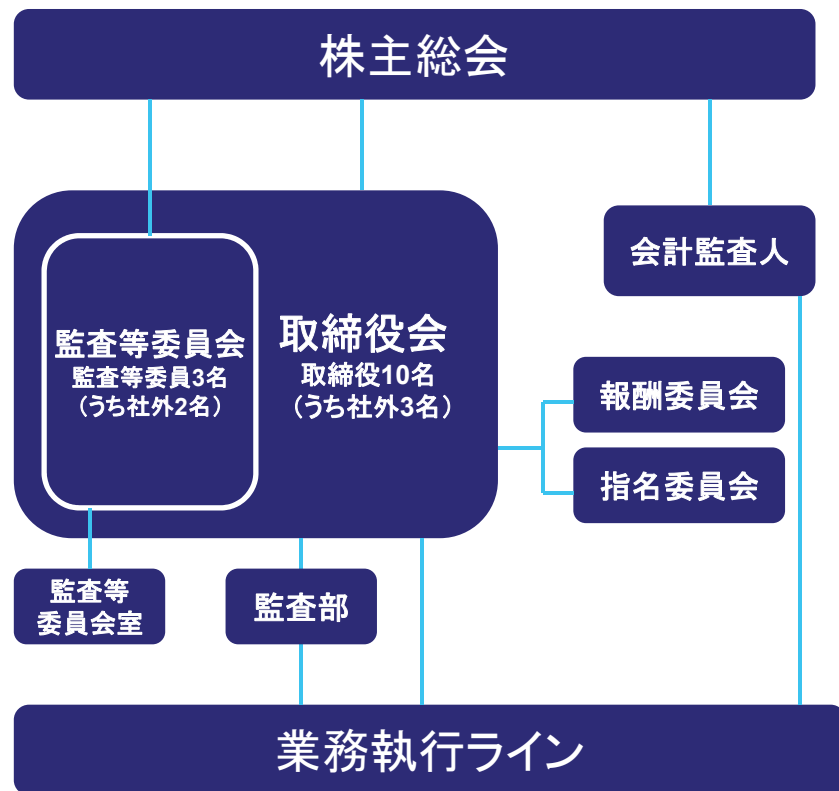 株主総会
会計監査人
監査等委員会
監査等委員3名
（うち社外2名）
取締役会
取締役10名
（うち社外3名）
報酬委員会
指名委員会
監査等
委員会室
監査部
業務執行ライン